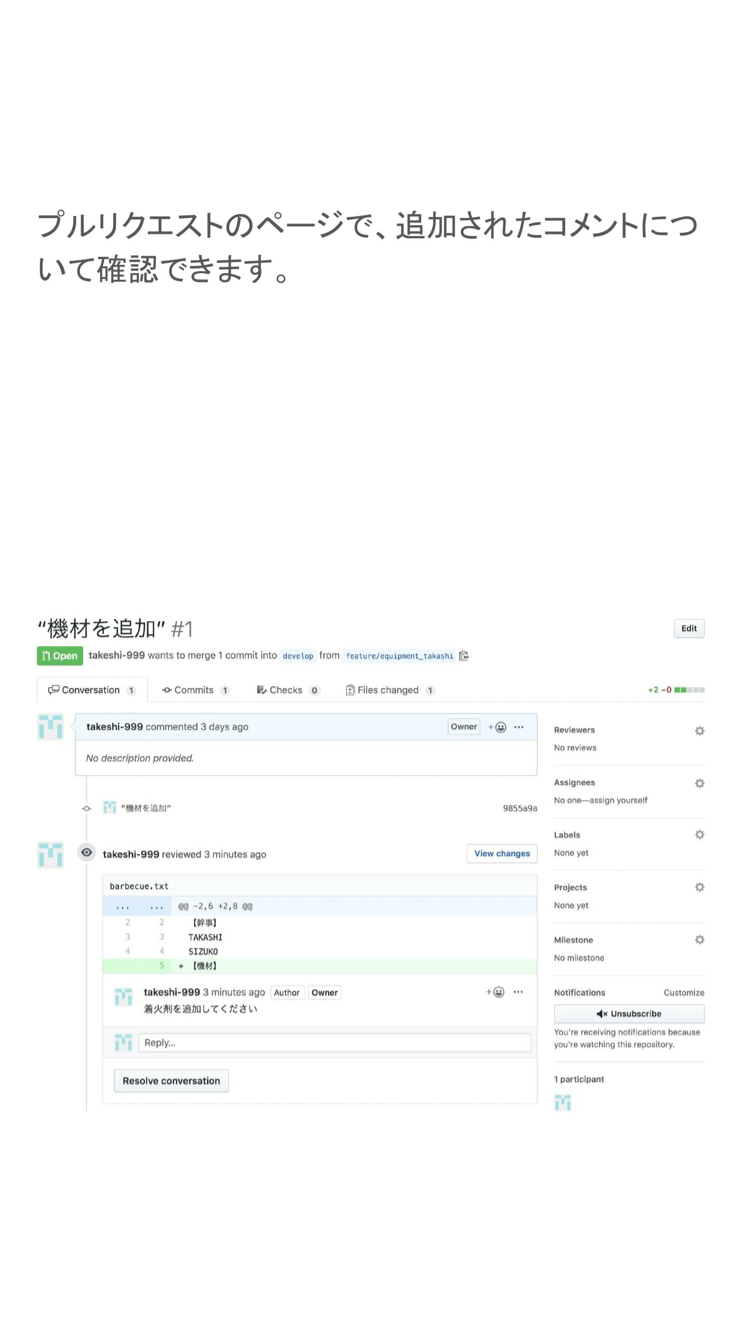 プルリクエストのページで、追加されたコメントにつ
いて確認できます。
“機材を追加” #1
Edit
Open takeshi-999 wants to merge 1 commit into develop from feature/equipment_takashi
Conversation 1 Commits 1 Checks 0 Files changed 1 +2 −0
takeshi-999 commented 3 days ago Owner
No description provided.
“機材を追加” 9855a9a
takeshi-999 reviewed 3 minutes ago View changes
barbecue.txt
... ... @@ -2,6 +2,8 @@
2 2 【幹事】
3 3 TAKASHI
4 4 SIZUKO
5 + 【機材】
takeshi-999 3 minutes ago Author Owner
着火剤を追加してください
Reply...
Resolve conversation
Reviewers
No reviews
Assignees
No one—assign yourself
Labels
None yet
Projects
None yet
Milestone
No milestone
Notifications Customize
Unsubscribe
You're receiving notifications because
you're watching this repository.
1 participant